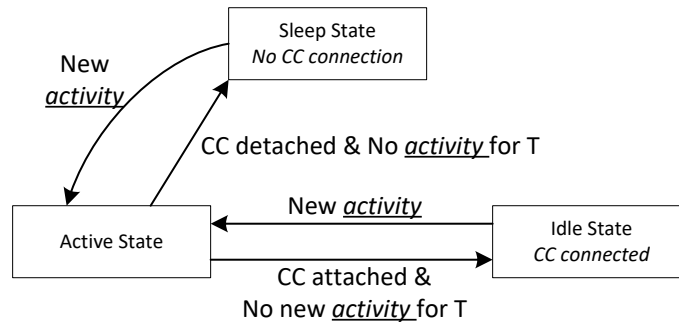 Sleep State
No CC connection
New
activity
CC detached & No activity for T
New activity
Active State
Idle State
CC connected
CC attached &
No new activity for T